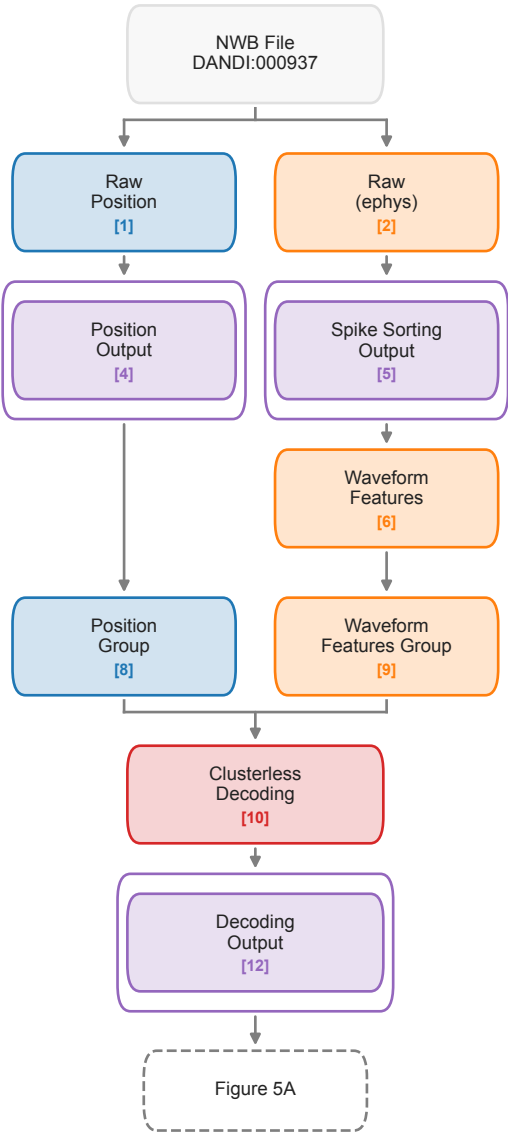 NWB File
DANDI:000937
Raw
Position
[1]
Raw
(ephys)
[2]
Position
Output
[4]
Spike Sorting
Output
[5]
Waveform
Features
[6]
Position
Group
[8]
Waveform
Features Group
[9]
Clusterless
Decoding
[10]
Decoding
Output
[12]
Figure 5A